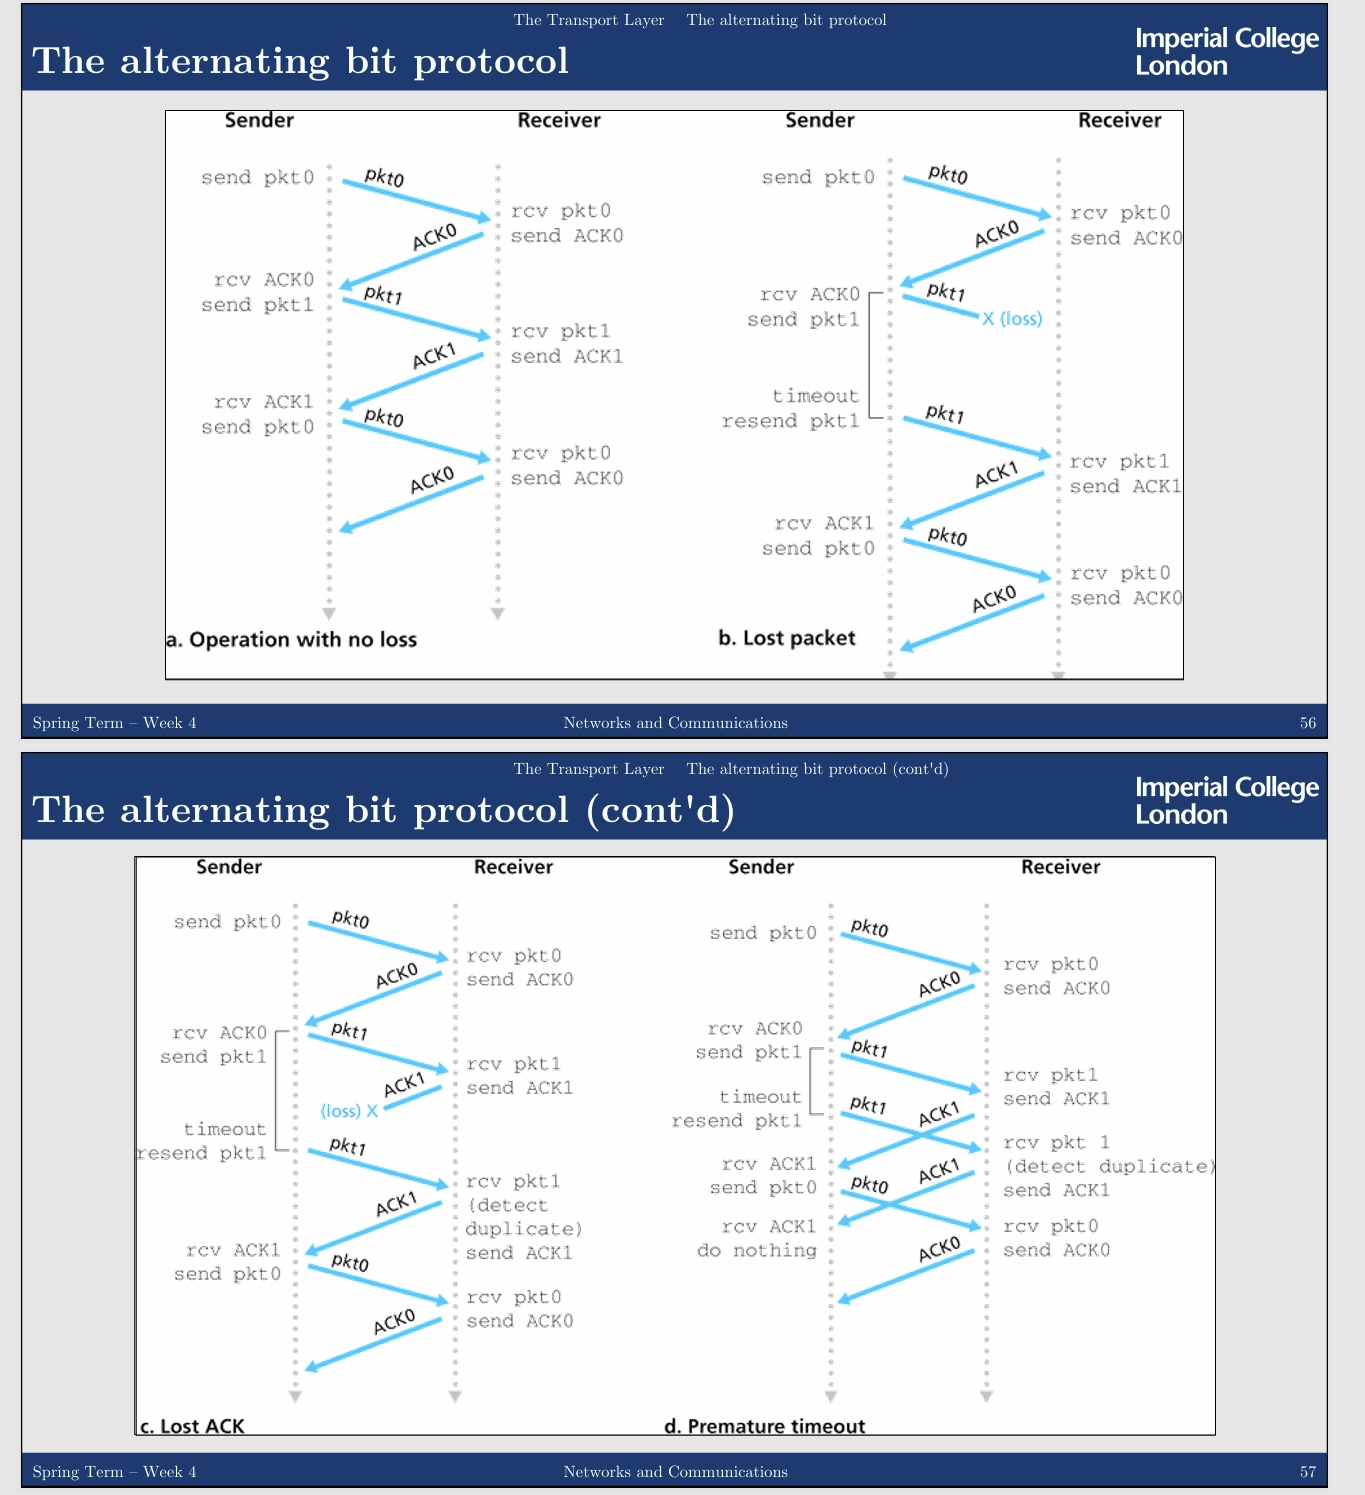 The Transport Layer The alternating bit protocol
The alternating bit protocol
Imperial College
London
Sender
Receiver
send pkt0
pkt0
rcv pkt0
send ACK0
ACK0
rcv ACK0
send pkt1
pkt1
rcv pkt1
send ACK1
ACK1
rcv ACK1
send pkt0
pkt0
rcv pkt0
send ACK0
ACK0
a. Operation with no loss
Sender
Receiver
send pkt0
pkt0
rcv pkt0
send ACK0
ACK0
rcv ACK0
send pkt1
pkt1
X (loss)
timeout
resend pkt1
pkt1
rcv pkt1
send ACK1
ACK1
rcv ACK1
send pkt0
pkt0
rcv pkt0
send ACK0
ACK0
b. Lost packet
Spring Term – Week 4
Networks and Communications
56
The Transport Layer The alternating bit protocol (cont'd)
The alternating bit protocol (cont'd)
Imperial College
London
Sender
Receiver
send pkt0
pkt0
rcv pkt0
send ACK0
ACK0
rcv ACK0
send pkt1
pkt1
rcv pkt1
send ACK1
ACK1
(loss) X
timeout
resend pkt1
pkt1
rcv pkt1
(detect
duplicate)
send ACK1
ACK1
rcv ACK1
send pkt0
pkt0
rcv pkt0
send ACK0
ACK0
c. Lost ACK
Sender
Receiver
send pkt0
pkt0
rcv pkt0
send ACK0
ACK0
rcv ACK0
send pkt1
pkt1
rcv pkt1
send ACK1
ACK1
timeout
resend pkt1
pkt1
rcv pkt 1
(detect duplicate)
send ACK1
ACK1
rcv ACK1
send pkt0
pkt0
rcv ACK1
do nothing
rcv pkt0
send ACK0
ACK0
d. Premature timeout
Spring Term – Week 4
Networks and Communications
57